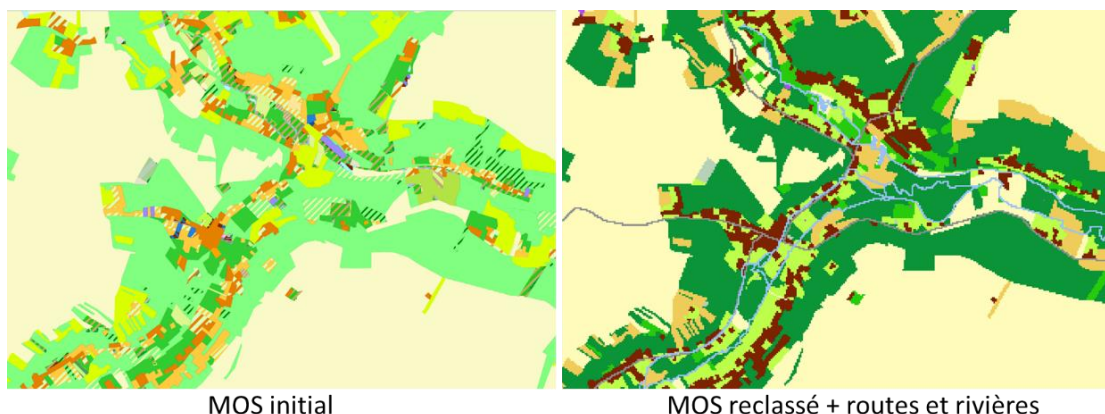 MOS initial
MOS reclassé + routes et rivières